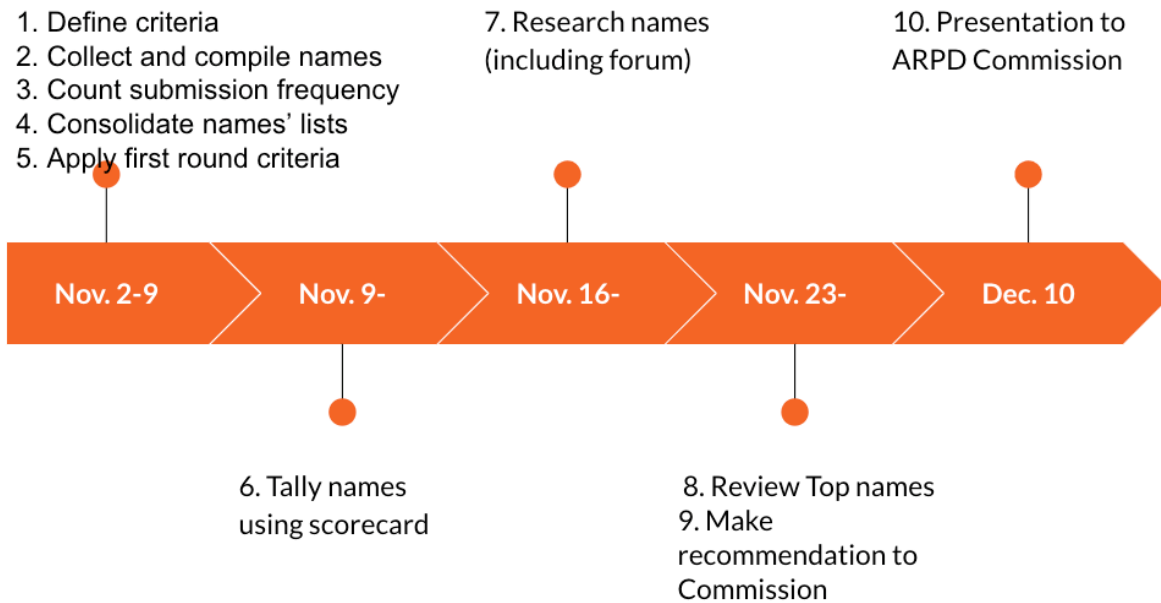 1. Define criteria
2. Collect and compile names
3. Count submission frequency
4. Consolidate names' lists
5. Apply first round criteria
7. Research names
(including forum)
10. Presentation to
ARPD Commission
Nov. 2-9
Nov. 9-
Nov. 16-
Nov. 23-
Dec. 10
6. Tally names
using scorecard
8. Review Top names
9. Make
recommendation to
Commission